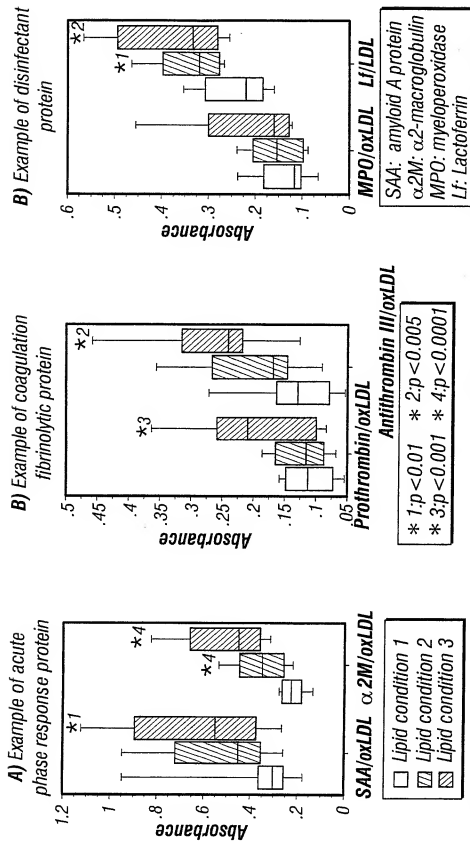 A) Example of acute
phase response protein
1.2
1
.8
.6
.4
.2
0
Absorbance
*1
*4
*4
SAA/oxLDL α2M/oxLDL
Lipid condition 1
Lipid condition 2
Lipid condition 3
B) Example of coagulation
fibrinolytic protein
.5
.45
.35
.25
.15
.05
Absorbance
*3
*2
Prothrombin/oxLDL
Antithrombin III/oxLDL
*1:p<0.01 *2:p<0.005
*3:p<0.001 *4:p<0.0001
B) Example of disinfectant
protein
.6
.5
.4
.3
.2
.1
0
Absorbance
*1
*2
MPO/oxLDL Lf/LDL
SAA: amyloid A protein
α2M: α2-macroglobulin
MPO: myeloperoxidase
Lf: Lactoferrin